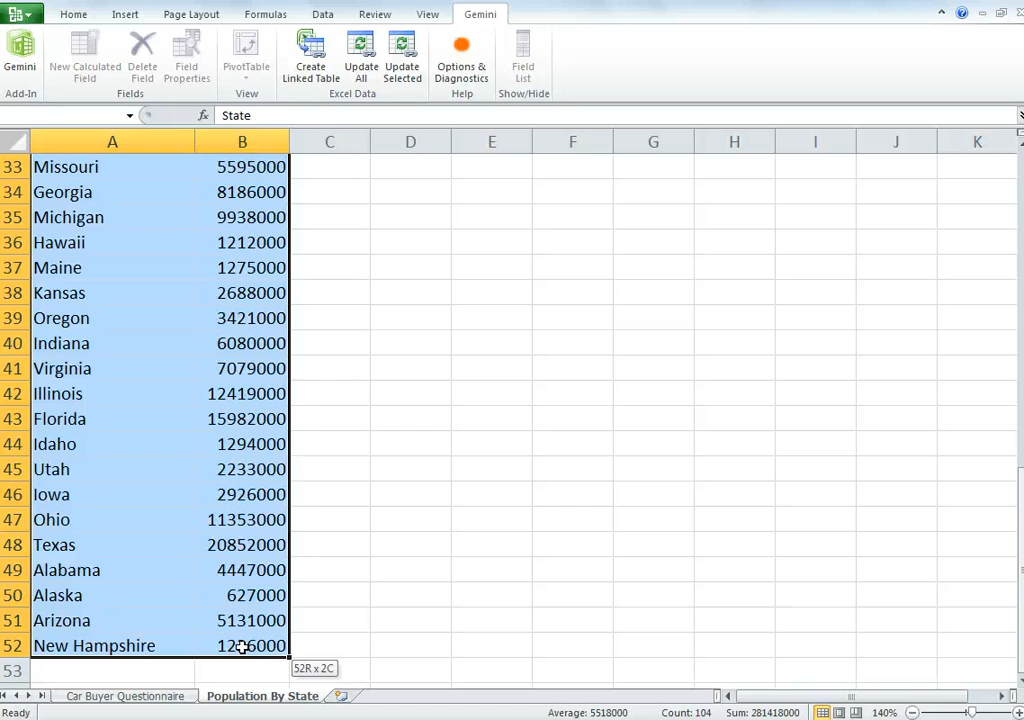 Home Insert Page Layout Formulas Data Review View Gemini
Gemini New Calculated Field Delete Field Field Properties PivotTable Create Linked Table Update All Update Selected Options & Diagnostics Field List
Add-In Fields View Excel Data Help Show/Hide
fx State
A B C D E F G H I J K
33 Missouri 5595000
34 Georgia 8186000
35 Michigan 9938000
36 Hawaii 1212000
37 Maine 1275000
38 Kansas 2688000
39 Oregon 3421000
40 Indiana 6080000
41 Virginia 7079000
42 Illinois 12419000
43 Florida 15982000
44 Idaho 1294000
45 Utah 2233000
46 Iowa 2926000
47 Ohio 11353000
48 Texas 20852000
49 Alabama 4447000
50 Alaska 627000
51 Arizona 5131000
52 New Hampshire
53 52R x 2C
Car Buyer Questionnaire Population By State
Ready Average: 5518000 Count: 104 Sum: 281418000 140%